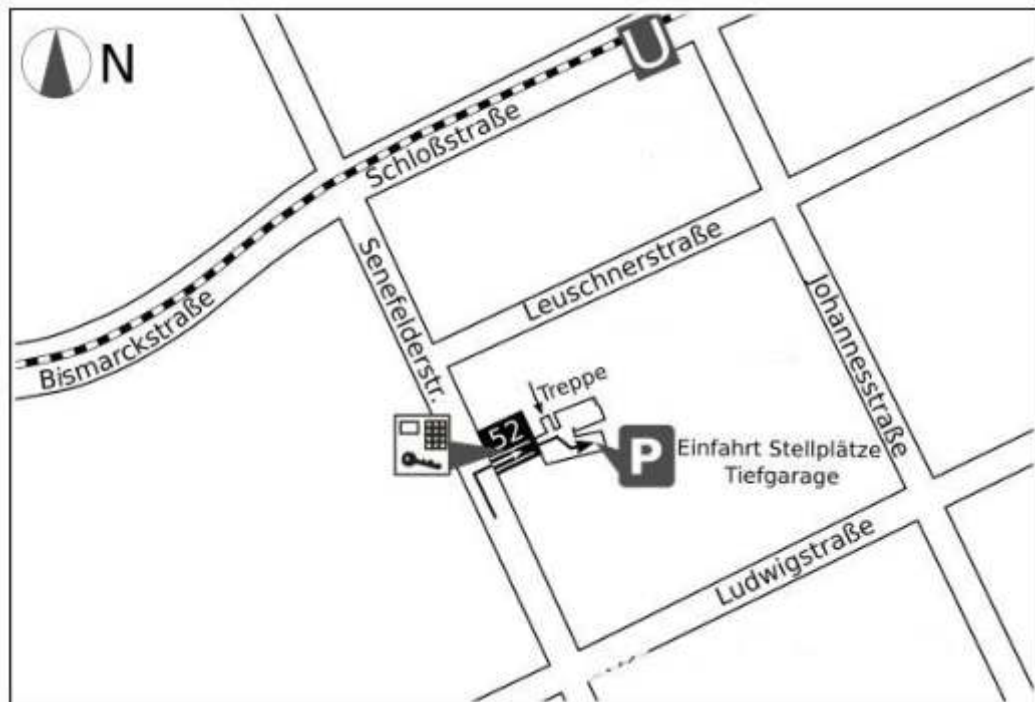 N
U
Schloßstraße
Bismarckstraße
Senefelderstr.
Leuschnerstraße
Johannesstraße
Treppe
52
P
Einfahrt Stellplätze
Tiefgarage
Ludwigstraße